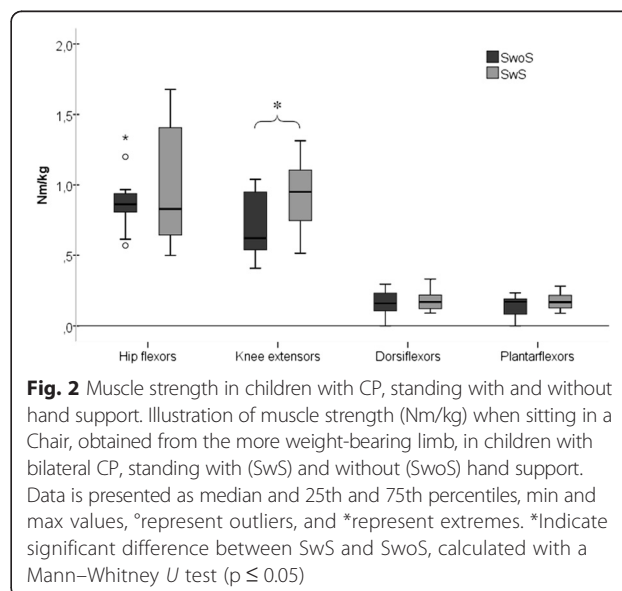 2,0
SwoS
SwS
1,5
*
*
Nm/kg
1,0
,5
,0
Hip flexors Knee extensors Dorsiflexors Plantarflexors
Fig. 2 Muscle strength in children with CP, standing with and without
hand support. Illustration of muscle strength (Nm/kg) when sitting in a
Chair, obtained from the more weight-bearing limb, in children with
bilateral CP, standing with (SwS) and without (SwoS) hand support.
Data is presented as median and 25th and 75th percentiles, min and
max values, °represent outliers, and *represent extremes. *Indicate
significant difference between SwS and SwoS, calculated with a
Mann–Whitney U test (p ≤ 0.05)